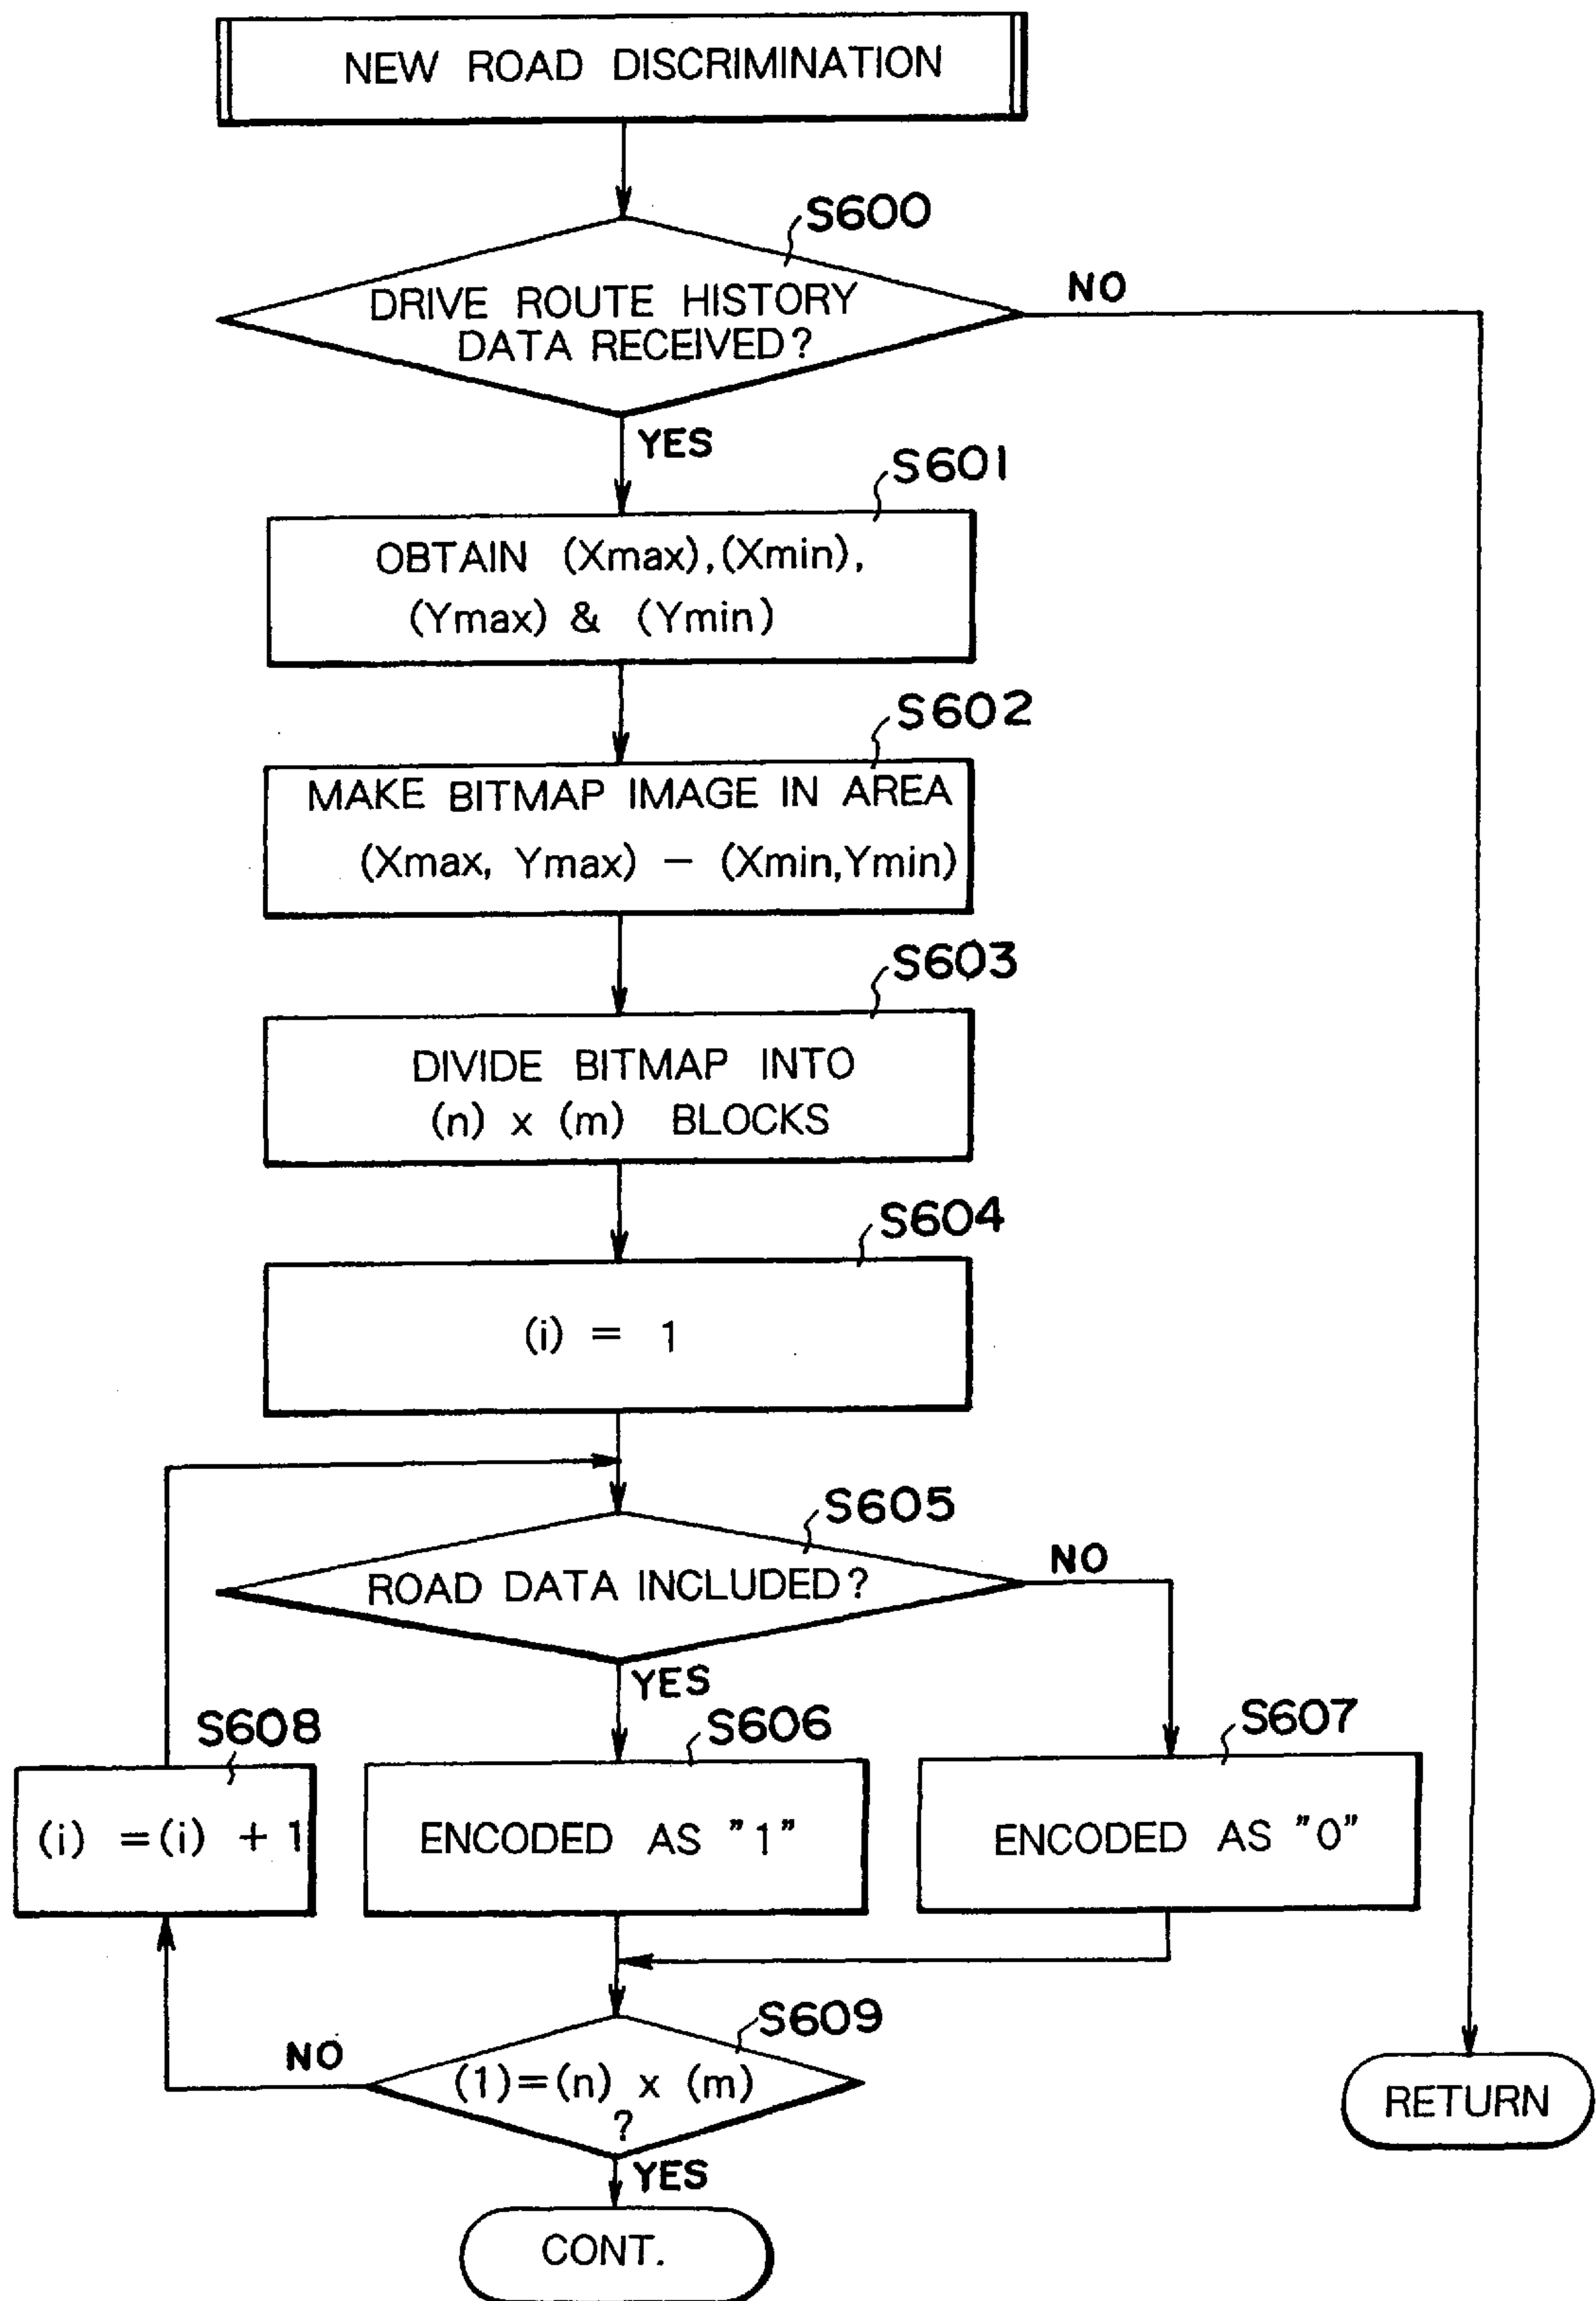 NEW ROAD DISCRIMINATION
S600
DRIVE ROUTE HISTORY
DATA RECEIVED?
NO
YES
S601
OBTAIN (Xmax),(Xmin),
(Ymax) & (Ymin)
S602
MAKE BITMAP IMAGE IN AREA
(Xmax, Ymax) – (Xmin,Ymin)
S603
DIVIDE BITMAP INTO
(n) x (m) BLOCKS
S604
(i) = 1
S605
ROAD DATA INCLUDED?
NO
YES
S608
(i) =(i) + 1
S606
ENCODED AS "1"
S607
ENCODED AS "0"
S609
NO
(1)=(n) x (m)
?
YES
CONT.
RETURN